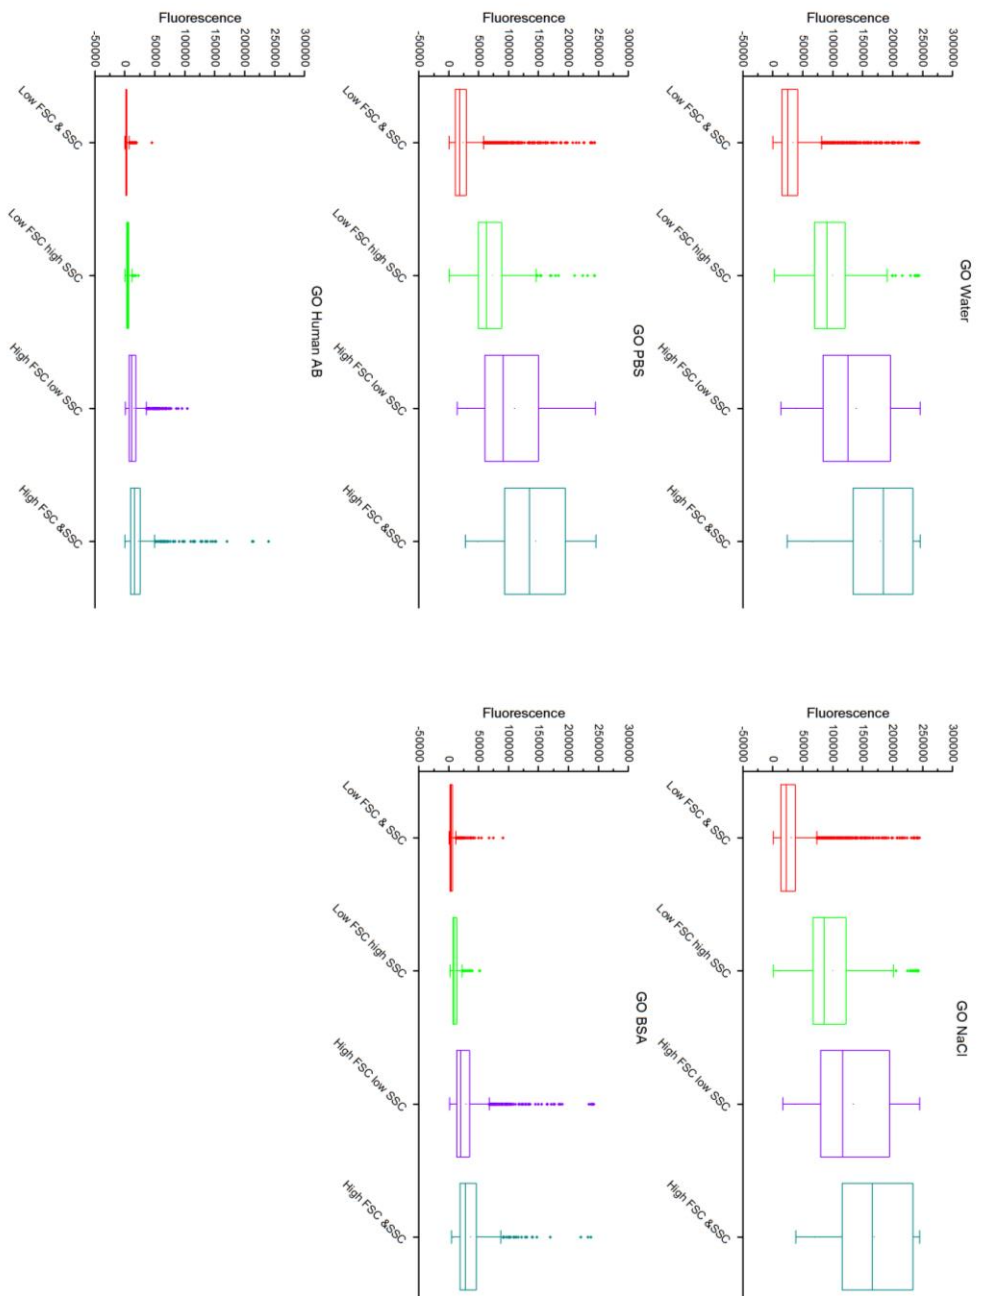 GO Water
Fluorescence
300000
250000
200000
150000
100000
50000
0
-50000
Low FSC & SSC
Low FSC high SSC
High FSC low SSC
High FSC &SSC
GO NaCl
Fluorescence
300000
250000
200000
150000
100000
50000
0
-50000
Low FSC & SSC
Low FSC high SSC
High FSC low SSC
High FSC &SSC
GO PBS
Fluorescence
300000
250000
200000
150000
100000
50000
0
-50000
Low FSC & SSC
Low FSC high SSC
High FSC low SSC
High FSC &SSC
GO BSA
Fluorescence
300000
250000
200000
150000
100000
50000
0
-50000
Low FSC & SSC
Low FSC high SSC
High FSC low SSC
High FSC &SSC
GO Human AB
Fluorescence
300000
250000
200000
150000
100000
50000
0
-50000
Low FSC & SSC
Low FSC high SSC
High FSC low SSC
High FSC &SSC